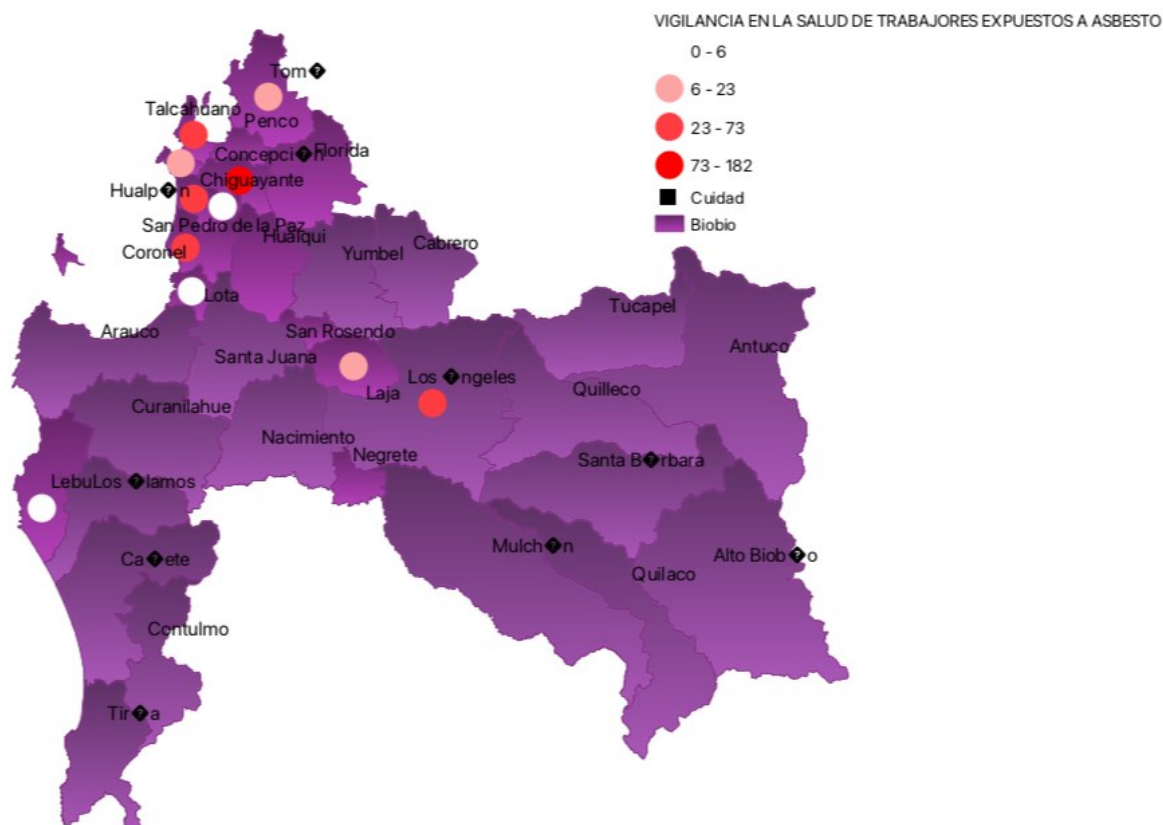 VIGILANCIA EN LA SALUD DE TRABAJORES EXPUESTOS A ASBESTO
0 - 6
6 - 23
23 - 73
73 - 182
Cuidad
Biobio
Tom�
Talcahuano
Penco
Concepci�n
Florida
Chiguayante
Hualp�n
San Pedro de la Paz
Hualqui
Coronel
Yumbel
Cabrero
Lota
Tucapel
Arauco
San Rosendo
Santa Juana
Antuco
Los �ngeles
Laja
Quilleco
Curanilahue
Nacimiento
Negrete
Santa B�rbara
Lebu
Los �lamos
Mulch�n
Alto Biob�o
Ca�ete
Quilaco
Contulmo
Tir�a